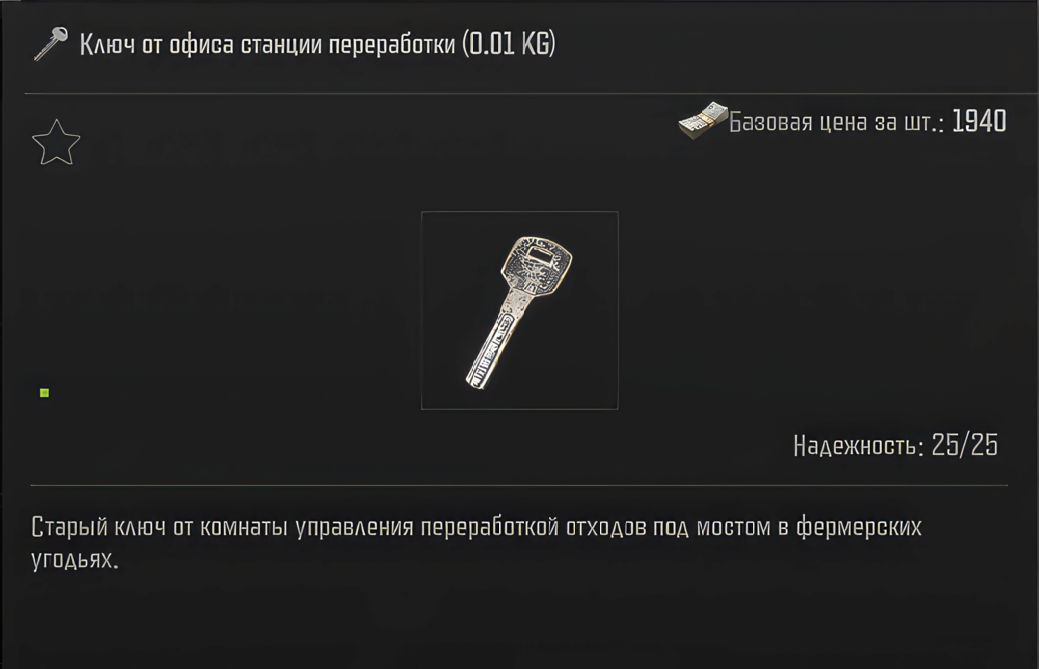 Ключ от офиса станции переработки (0.01 KG)
Базовая цена за шт.: 1940
Надежность: 25/25
Старый ключ от комнаты управления переработкой отходов под мостом в фермерских
угодьях.